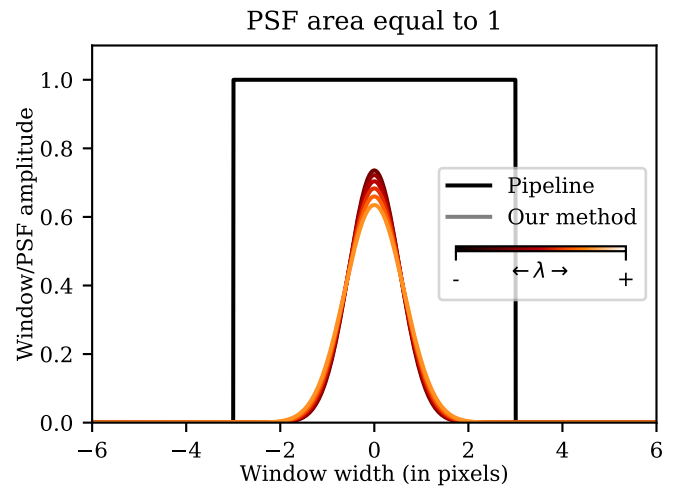 PSF area equal to 1
Window/PSF amplitude
1.0
0.8
0.6
0.4
0.2
0.0
Pipeline
Our method
←λ→
- +
−6 −4 −2 0 2 4 6
Window width (in pixels)